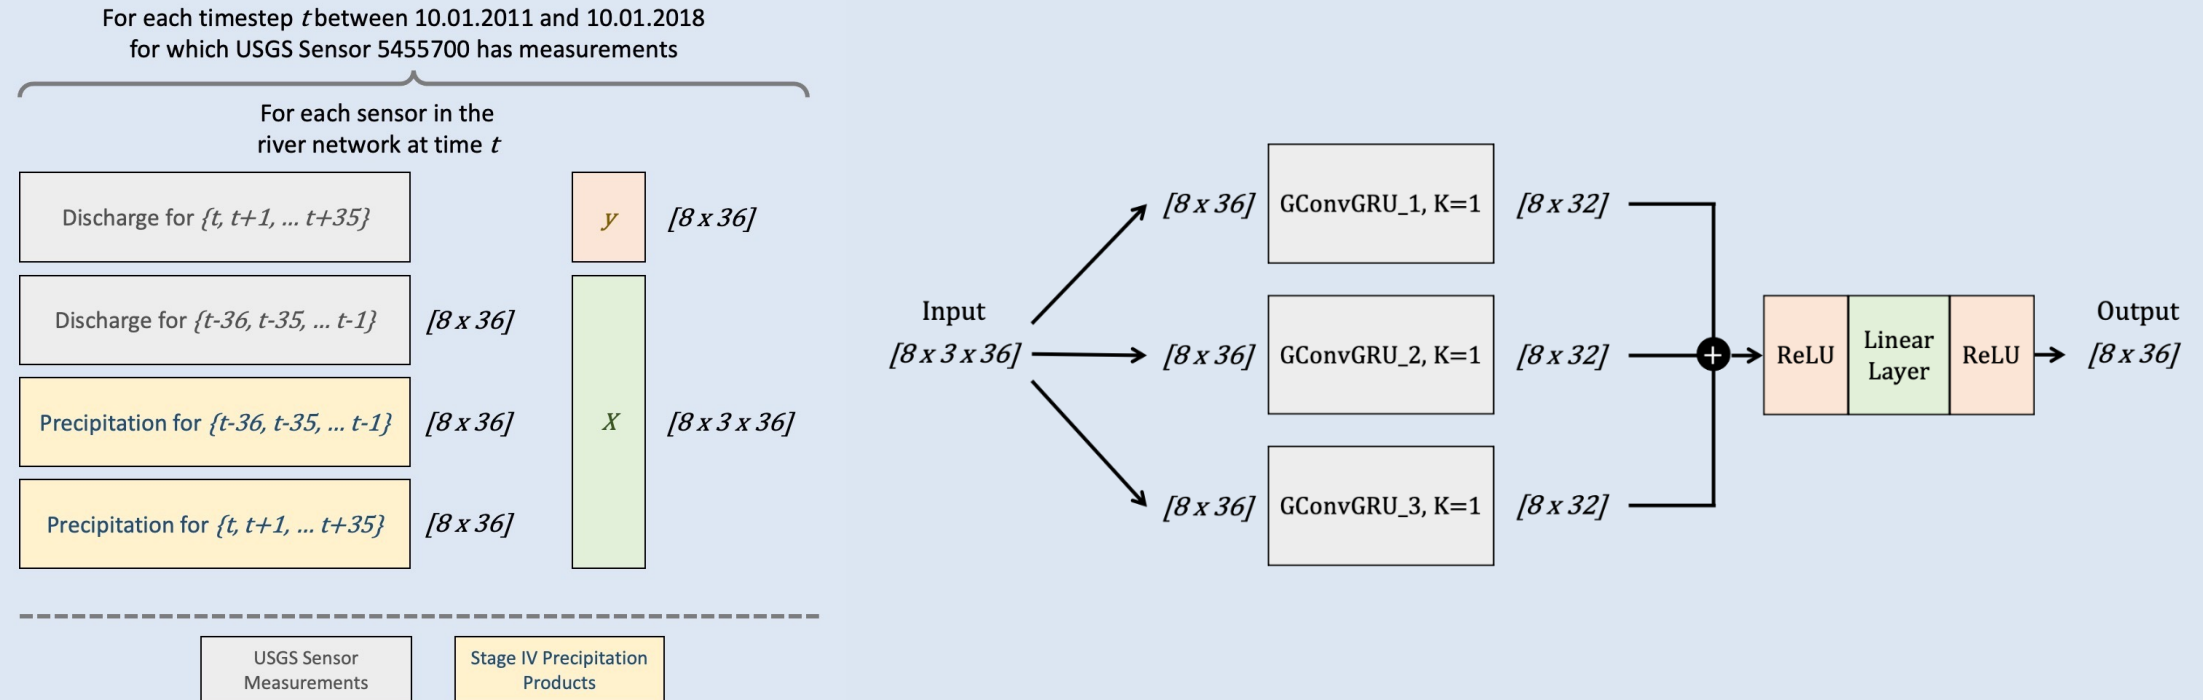 For each timestep t between 10.01.2011 and 10.01.2018
for which USGS Sensor 5455700 has measurements
For each sensor in the
river network at time t
Discharge for {t, t+1, ... t+35}
y
[8 x 36]
Discharge for {t-36, t-35, ... t-1}
[8 x 36]
Precipitation for {t-36, t-35, ... t-1}
[8 x 36]
X
[8 x 3 x 36]
Precipitation for {t, t+1, ... t+35}
[8 x 36]
USGS Sensor
Measurements
Stage IV Precipitation
Products
Input
[8 x 3 x 36]
[8 x 36]
GConvGRU_1, K=1
[8 x 32]
[8 x 36]
GConvGRU_2, K=1
[8 x 32]
[8 x 36]
GConvGRU_3, K=1
[8 x 32]
+
ReLU
Linear
Layer
ReLU
Output
[8 x 36]